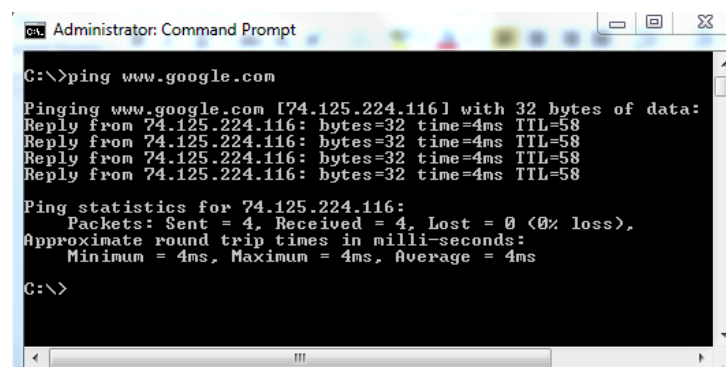 Administrator: Command Prompt
C:\>ping www.google.com
Pinging www.google.com [74.125.224.116] with 32 bytes of data:
Reply from 74.125.224.116: bytes=32 time=4ms TTL=58
Reply from 74.125.224.116: bytes=32 time=4ms TTL=58
Reply from 74.125.224.116: bytes=32 time=4ms TTL=58
Reply from 74.125.224.116: bytes=32 time=4ms TTL=58
Ping statistics for 74.125.224.116:
    Packets: Sent = 4, Received = 4, Lost = 0 (0% loss),
Approximate round trip times in milli-seconds:
    Minimum = 4ms, Maximum = 4ms, Average = 4ms
C:\>